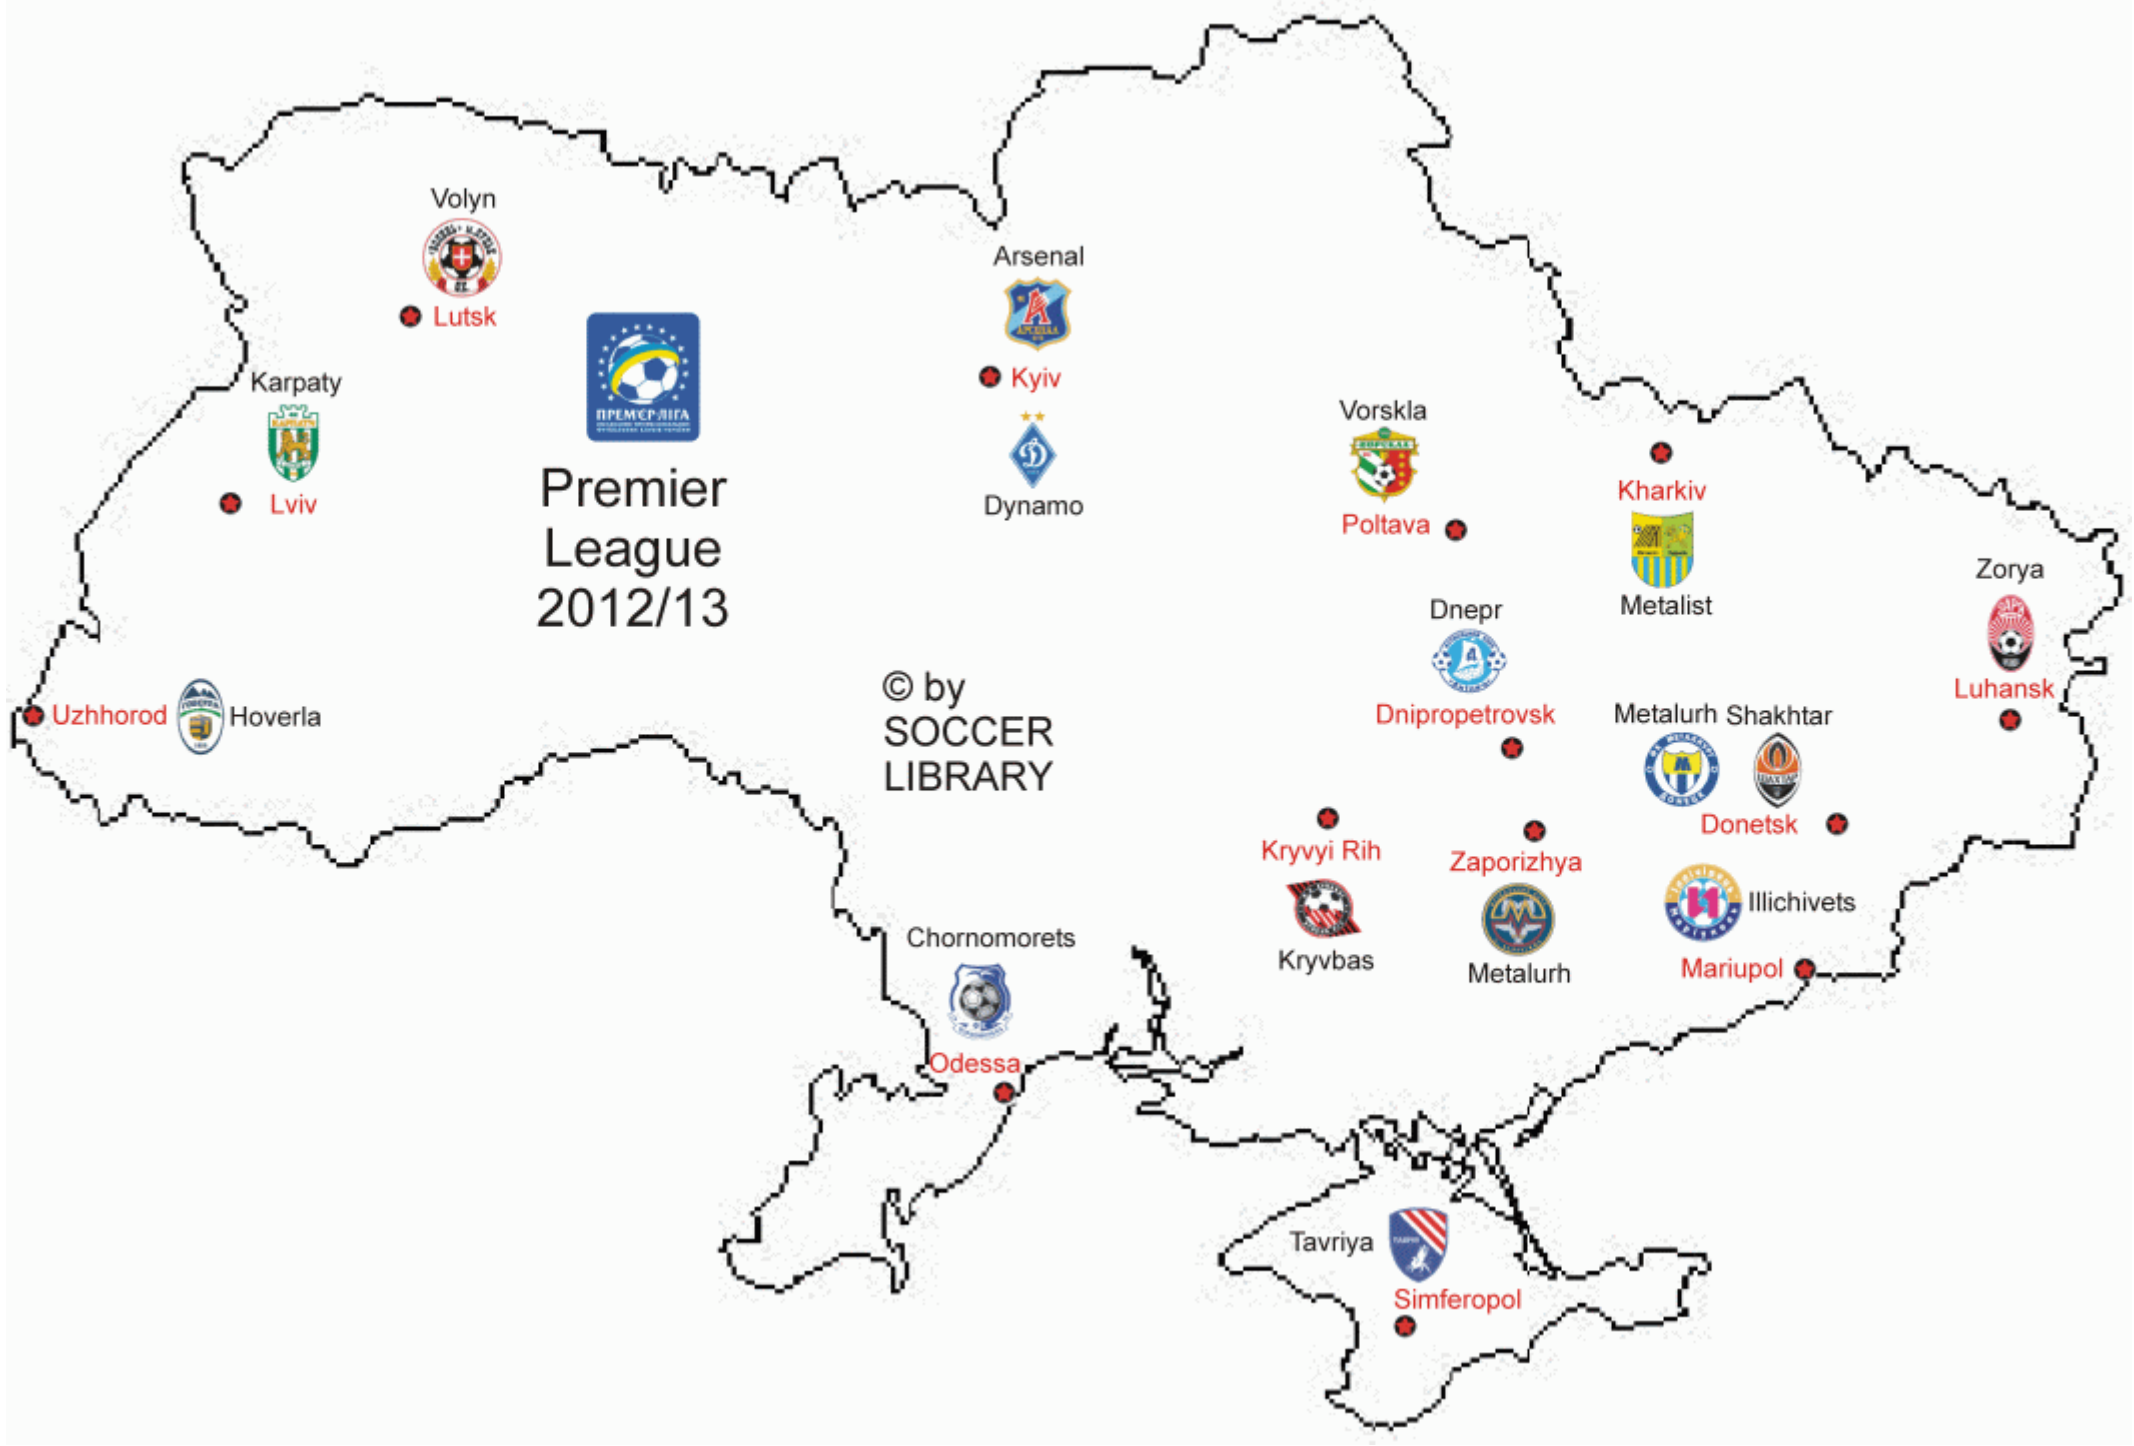 Volyn
Lutsk
Arsenal
Kyiv
Dynamo
Karpaty
КАРПАТИ
Lviv
ПРЕМ'ЄР-ЛІГА
Premier
League
2012/13
Vorskla
ВОРСКЛА
Poltava
Kharkiv
Metalist
Zorya
Luhansk
Dnepr
Dnipropetrovsk
Uzhhorod
Hoverla
© by
SOCCER
LIBRARY
Metalurh Shakhtar
Donetsk
Kryvyi Rih
Kryvbas
Zaporizhya
Metalurh
Illichivets
Mariupol
Chornomorets
Odessa
Tavriya
Simferopol